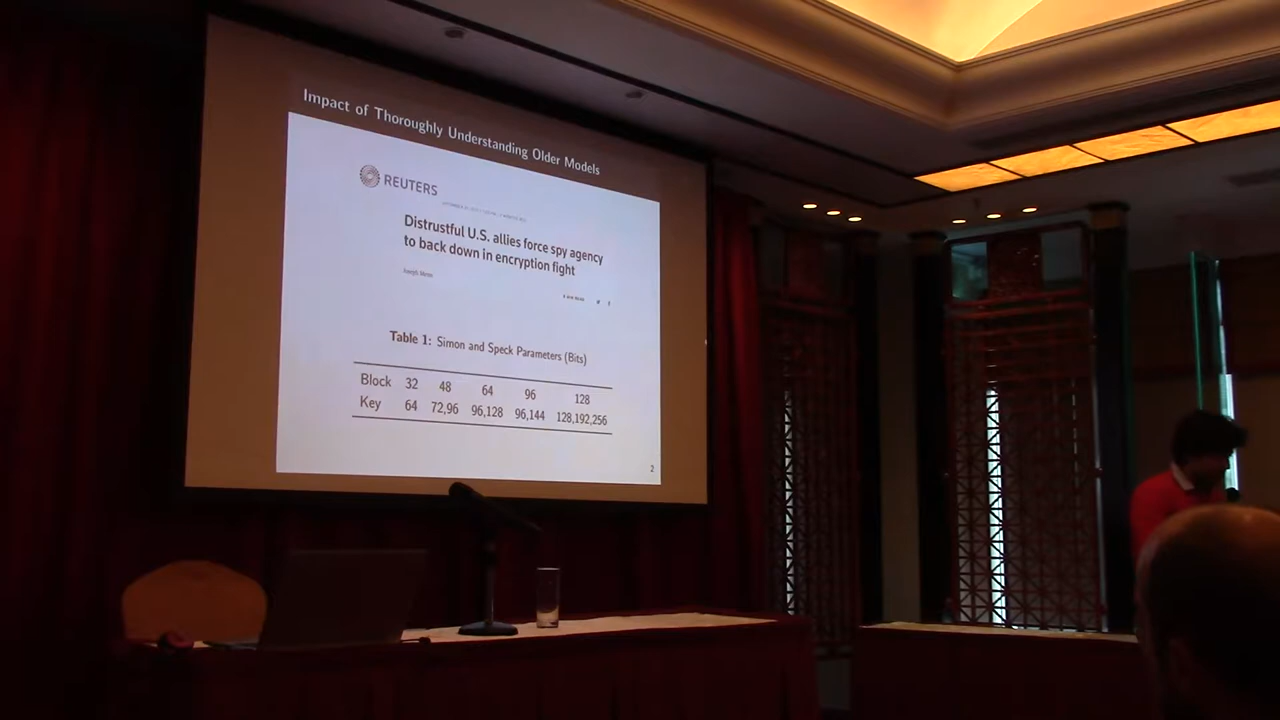 Impact of Thoroughly Understanding Older Models
REUTERS
Distrustful U.S. allies force spy agency
to back down in encryption fight
Joseph Menn
Table 1: Simon and Speck Parameters (Bits)
Block 32 48 64 96 128
Key 64 72,96 96,128 96,144 128,192,256
2